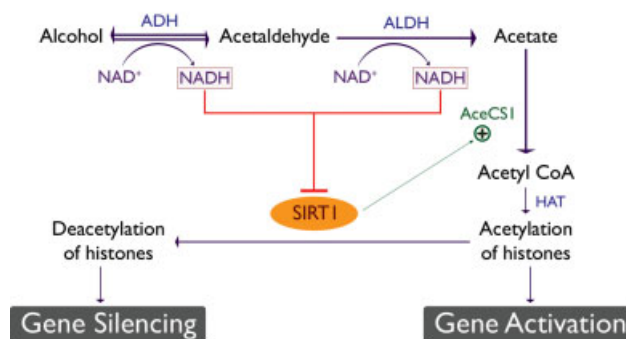 ADH
ALDH
Alcohol
Acetaldehyde
Acetate
NAD⁺
NADH
NAD⁺
NADH
AceCS1
Acetyl CoA
HAT
SIRT1
Deacetylation
of histones
Acetylation
of histones
Gene Silencing
Gene Activation